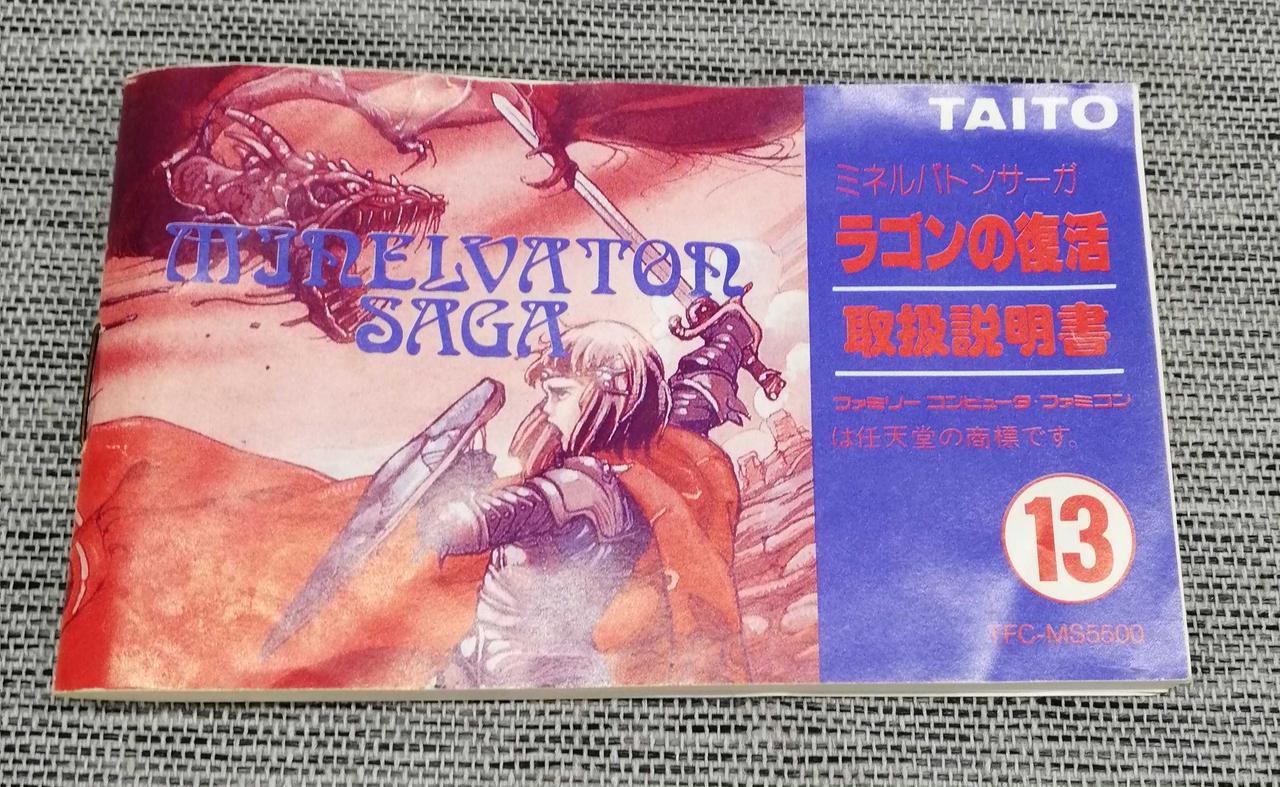 MINELVATON
SAGA
TAITO
ミネルバトンサーガ
ラゴンの復活
取扱説明書
ファミリーコンピュータ・ファミコン
は任天堂の商標です。
13
TFC-MS5500